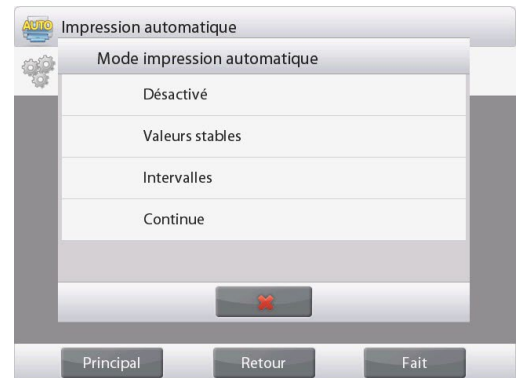 AUTO
Impression automatique
Mode impression automatique
Désactivé
Valeurs stables
Intervalles
Continue
Principal
Retour
Fait